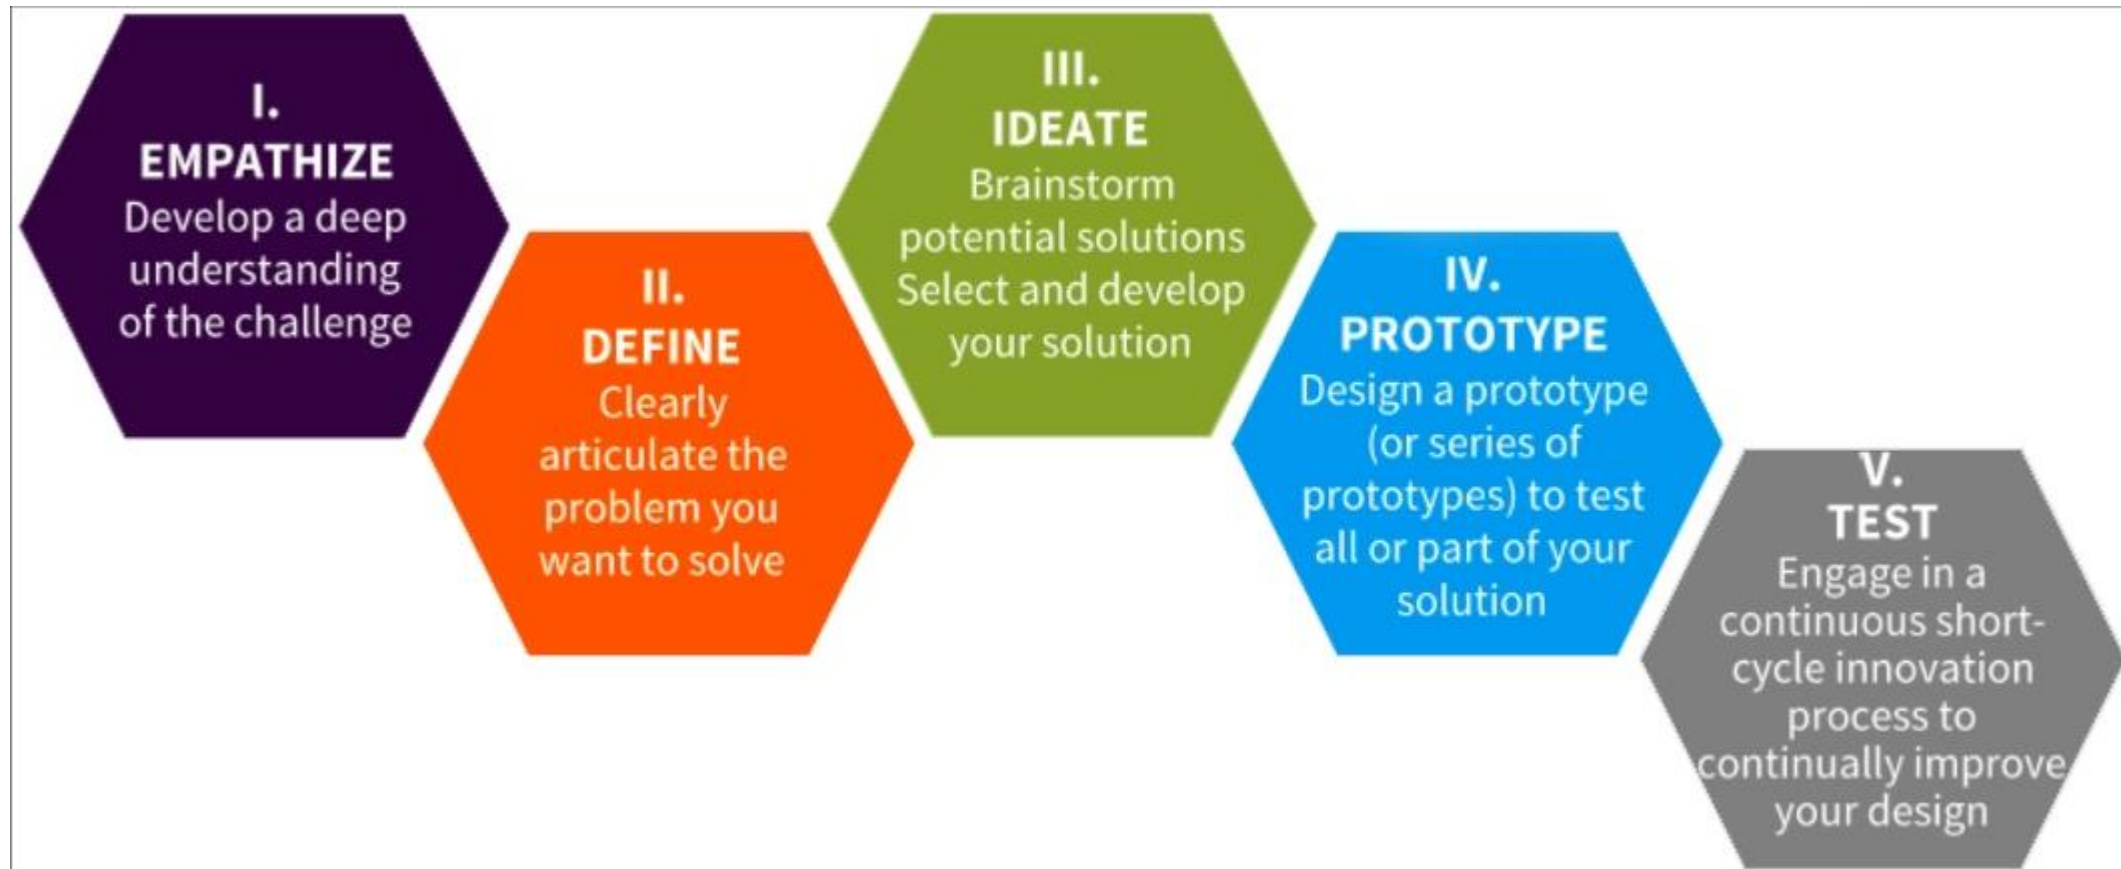 I.
EMPATHIZE
Develop a deep
understanding
of the challenge
II.
DEFINE
Clearly
articulate the
problem you
want to solve
III.
IDEATE
Brainstorm
potential solutions
Select and develop
your solution
IV.
PROTOTYPE
Design a prototype
(or series of
prototypes) to test
all or part of your
solution
V.
TEST
Engage in a
continuous short-
cycle innovation
process to
continually improve
your design